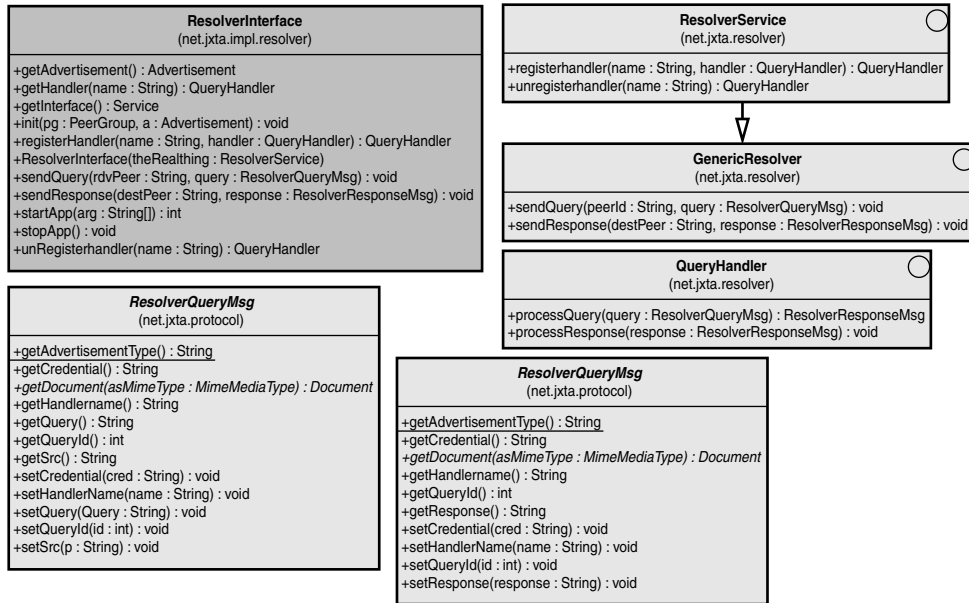 ResolverInterface
(net.jxta.impl.resolver)
+getAdvertisement() : Advertisement
+getHandler(name : String) : QueryHandler
+getInterface() : Service
+init(pg : PeerGroup, a : Advertisement) : void
+registerHandler(name : String, handler : QueryHandler) : QueryHandler
+ResolverInterface(theRealthing : ResolverService)
+sendQuery(rdvPeer : String, query : ResolverQueryMsg) : void
+sendResponse(destPeer : String, response : ResolverResponseMsg) : void
+startApp(arg : String[]) : int
+stopApp() : void
+unRegisterhandler(name : String) : QueryHandler
ResolverService
(net.jxta.resolver)
+registerhandler(name : String, handler : QueryHandler) : QueryHandler
+unregisterhandler(name : String) : QueryHandler
GenericResolver
(net.jxta.resolver)
+sendQuery(peerId : String, query : ResolverQueryMsg) : void
+sendResponse(destPeer : String, response : ResolverResponseMsg) : void
QueryHandler
(net.jxta.resolver)
+processQuery(query : ResolverQueryMsg) : ResolverResponseMsg
+processResponse(response : ResolverResponseMsg) : void
ResolverQueryMsg
(net.jxta.protocol)
+getAdvertisementType() : String
+getCredential() : String
+getDocument(asMimeType : MimeMediaType) : Document
+getHandlername() : String
+getQuery() : String
+getQueryId() : int
+getSrc() : String
+setCredential(cred : String) : void
+setHandlerName(name : String) : void
+setQuery(Query : String) : void
+setQueryId(id : int) : void
+setSrc(p : String) : void
ResolverQueryMsg
(net.jxta.protocol)
+getAdvertisementType() : String
+getCredential() : String
+getDocument(asMimeType : MimeMediaType) : Document
+getHandlername() : String
+getQueryId() : int
+getResponse() : String
+setCredential(cred : String) : void
+setHandlerName(name : String) : void
+setQueryId(id : int) : void
+setResponse(response : String) : void